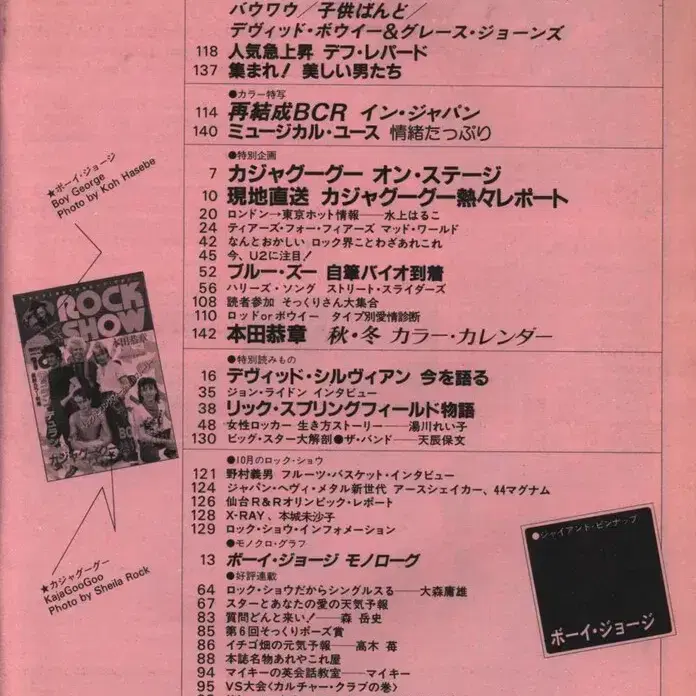 バウワウ/子供ばんど/
デヴィッド・ボウイー&グレース・ジョーンズ
118 人気急上昇 デフ・レパード
137 集まれ! 美しい男たち
●カラー特写
114 再結成BCR イン・ジャパン
140 ミュージカル・ユース 情緒たっぷり
●特別企画
7 カジャグーグー オン・ステージ
10 現地直送 カジャグーグー熱々レポート
20 ロンドン→東京ホット情報──水上はるこ
24 ティアーズ・フォー・フィアーズ マッド・ワールド
42 なんとおかしい ロック界ことわざあれこれ
45 今、U2に注目!
52 ブルー・ズー 自筆バイオ到着
56 ハリーズ・ソング ストリート・スライダーズ
108 読者参加 そっくりさん大集合
110 ロッドorボウイー タイプ別愛情診断
142 本田恭章 秋・冬 カラー・カレンダー
●特別読みもの
16 デヴィッド・シルヴィアン 今を語る
35 ジョン・ライドン インタビュー
38 リック・スプリングフィールド物語
48 女性ロッカー 生き方ストーリー──湯川れい子
130 ビッグ・スター大解剖●ザ・バンド──天辰保文
●10月のロック・ショウ
121 野村義男 フルーツ・バスケット・インタビュー
124 ジャパン・ヘヴィ・メタル新世代 アースシェイカー、44マグナム
126 仙台R&Rオリンピック・レポート
128 X-RAY、本城未沙子
129 ロック・ショウ・インフォメーション
●モノクロ・グラフ
13 ボーイ・ジョージ モノローグ
●好評連載
64 ロック・ショウだからシングルスる──大森庸雄
67 スターとあなたの愛の天気予報
83 質問どんと来い!──森 岳史
85 第6回そっくりポーズ賞
86 イチゴ畑の元気予報──高木 苺
88 本誌名物あれやこれ屋
94 マイキーの英会話教室──マイキー
95 VS大会〈カルチャー・クラブの巻〉
★ボーイ・ジョージ
Boy George
Photo by Koh Hasebe
ROCK
SHOW
本田恭章
★カジャグーグー
KajaGooGoo
Photo by Sheila Rock
●ジャイアント・ピンナップ
ボーイ・ジョージ